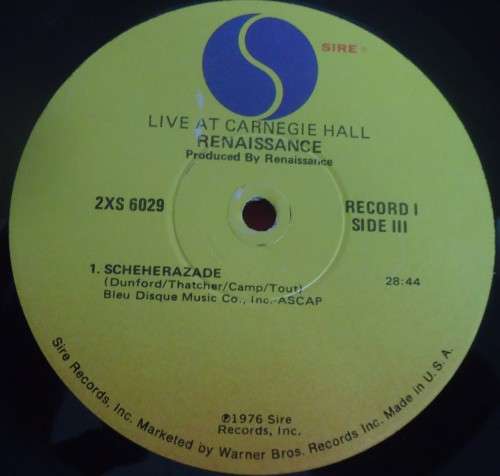 SIRE ®
LIVE AT CARNEGIE HALL
RENAISSANCE
Produced By Renaissance
2XS 6029
RECORD I
SIDE III
1. SCHEHERAZADE
28:44
(Dunford/Thatcher/Camp/Tout)
Bleu Disque Music Co., Inc. ASCAP
℗1976 Sire
Records, Inc.
Sire Records, Inc. Marketed by Warner Bros. Records Inc. Made in U.S.A.